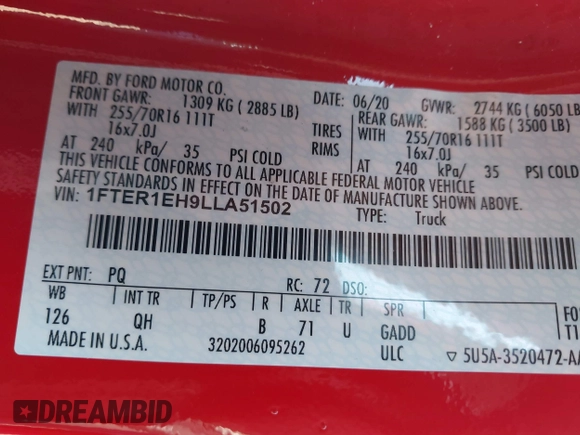 MFD. BY FORD MOTOR CO.
DATE: 06/20 GVWR: 2744 KG ( 6050 LB
FRONT GAWR: 1309 KG ( 2885 LB)
REAR GAWR: 1588 KG ( 3500 LB)
WITH 255/70R16 111T TIRES WITH 255/70R16 111T
16x7.0J RIMS 16x7.0J
AT 240 kPa/ 35 PSI COLD AT 240 kPa/ 35 PSI COLD
THIS VEHICLE CONFORMS TO ALL APPLICABLE FEDERAL MOTOR VEHICLE
SAFETY STANDARDS IN EFFECT ON THE DATE OF MANUFACTURE SHOWN ABOVE.
VIN: 1FTER1EH9LLA51502
TYPE: Truck
EXT PNT: PQ RC: 72 DSO:
WB INT TR TP/PS R AXLE TR SPR
126 QH B 71 U GADD
MADE IN U.S.A. 3202006095262 ULC
FO
T1
▽ 5U5A-3520472-AA
DREAMBID